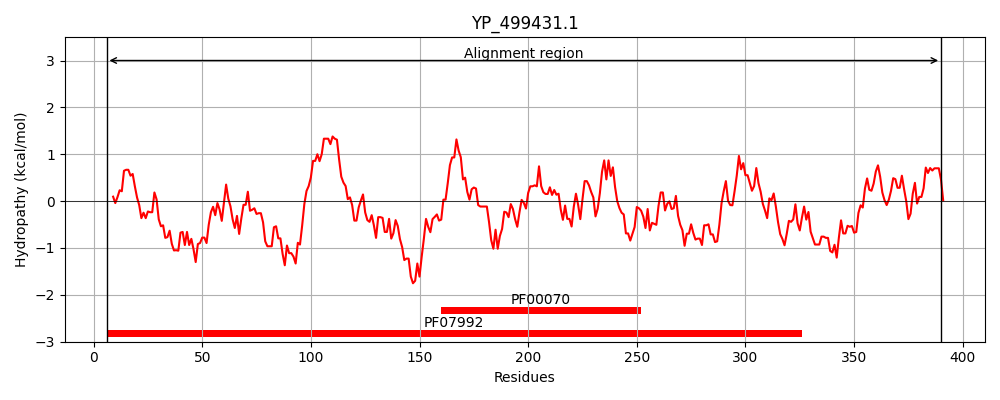 YP_499431.1
Alignment region
Hydropathy (kcal/mol)
3
2
1
0
−1
−2
−3
PF00070
PF07992
0 50 100 150 200 250 300 350 400
Residues